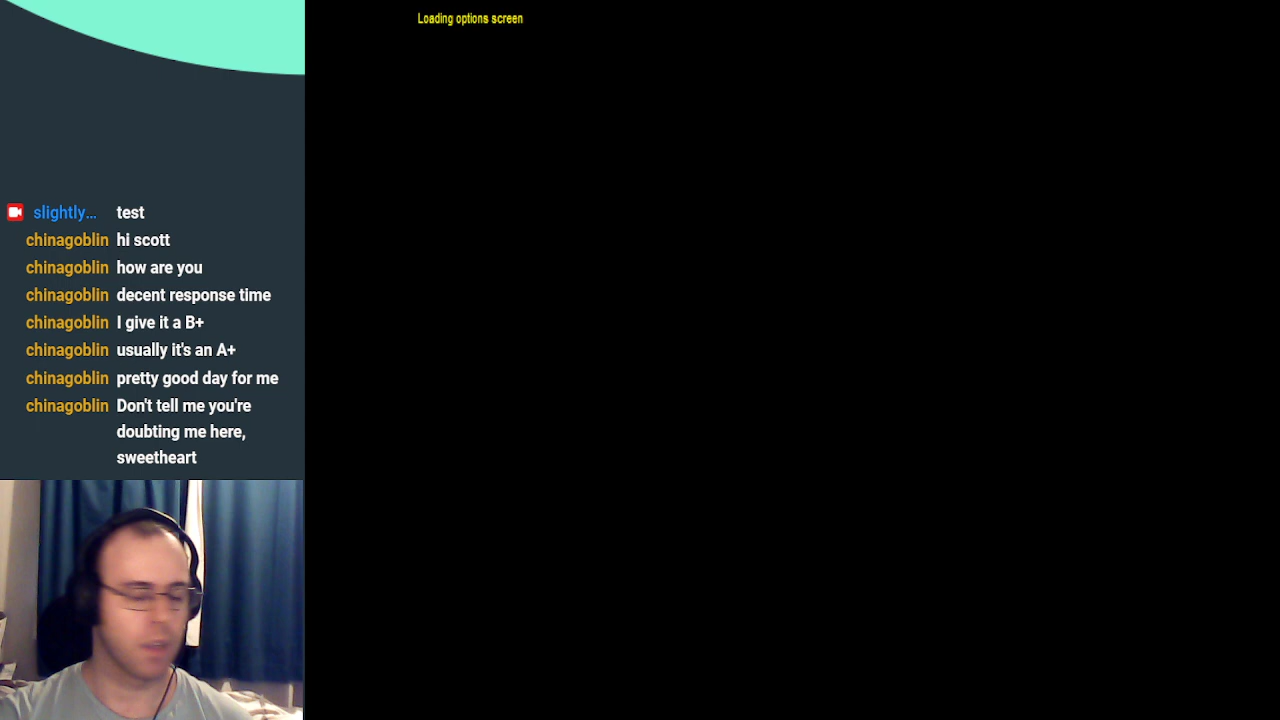 Loading options screen
slightly... test
chinagoblin hi scott
chinagoblin how are you
chinagoblin decent response time
chinagoblin I give it a B+
chinagoblin usually it's an A+
chinagoblin pretty good day for me
chinagoblin Don't tell me you're
doubting me here,
sweetheart